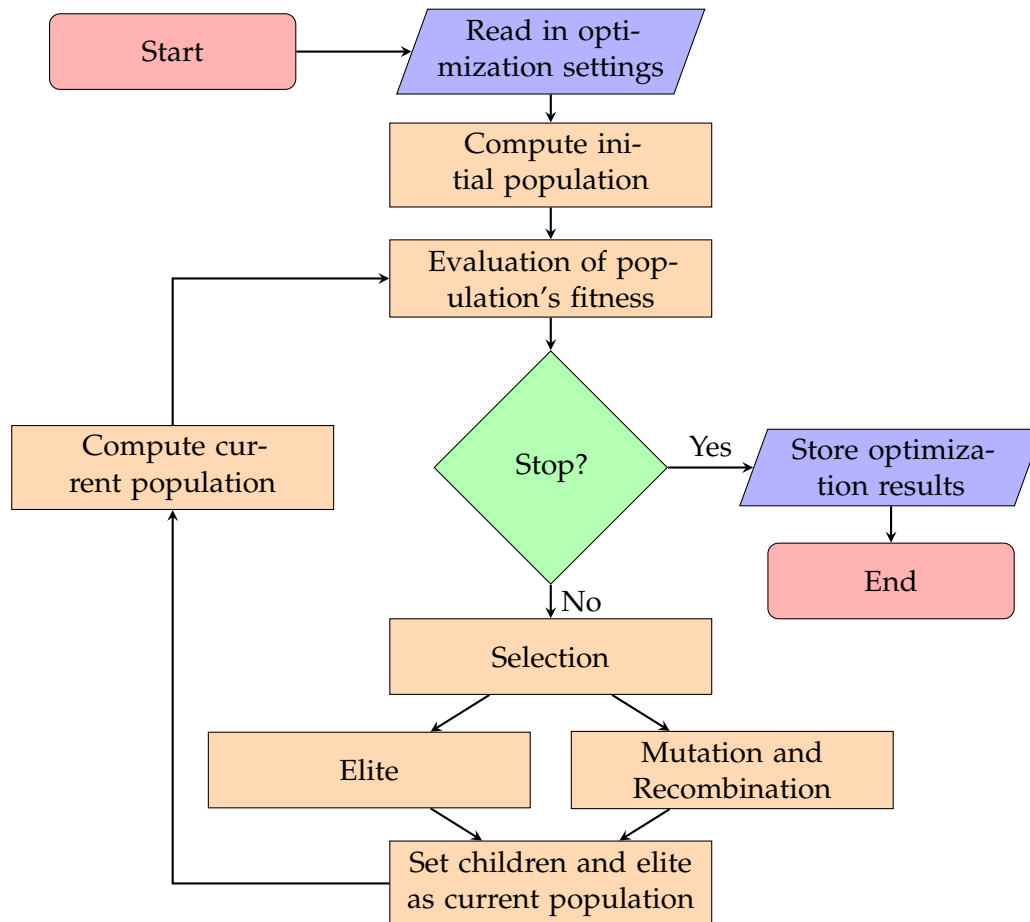 Start
Read in opti-
mization settings
Compute ini-
tial population
Evaluation of pop-
ulation's fitness
Compute cur-
rent population
Stop?
Yes
Store optimiza-
tion results
End
No
Selection
Elite
Mutation and
Recombination
Set children and elite
as current population